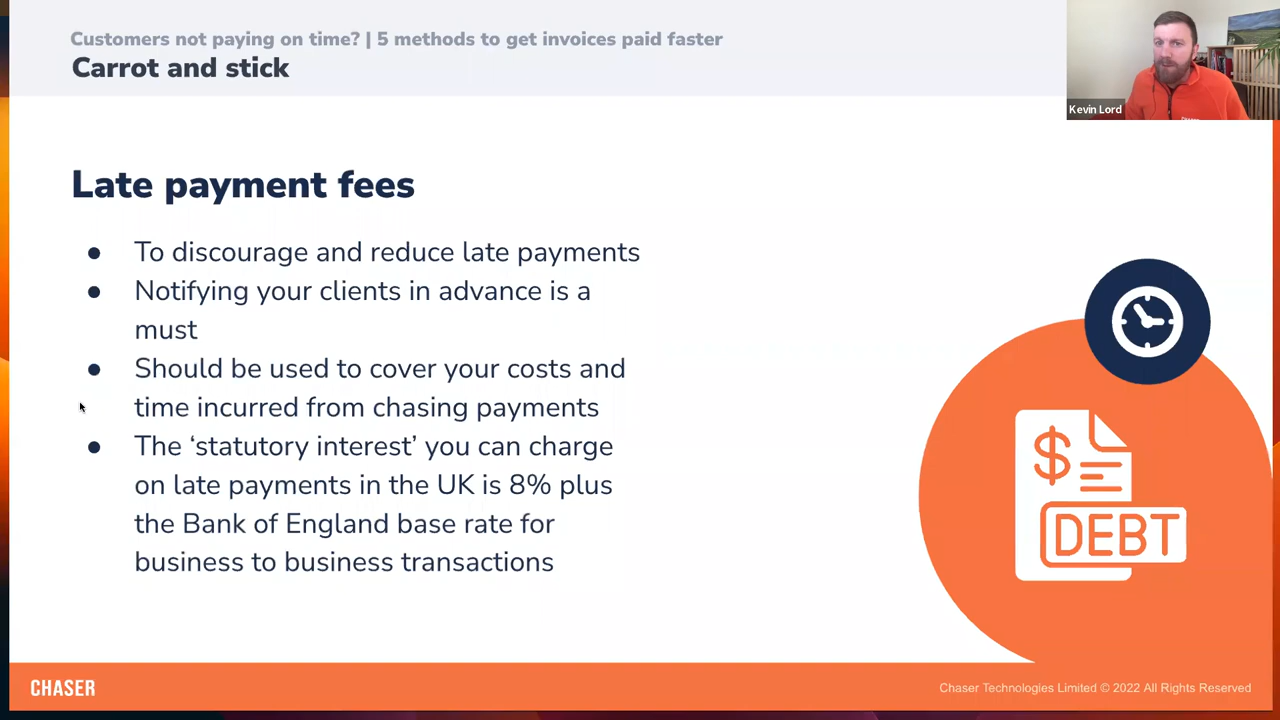 Customers not paying on time? | 5 methods to get invoices paid faster
Carrot and stick
Kevin Lord
Late payment fees
● To discourage and reduce late payments
● Notifying your clients in advance is a
must
● Should be used to cover your costs and
time incurred from chasing payments
● The ‘statutory interest’ you can charge
on late payments in the UK is 8% plus
the Bank of England base rate for
business to business transactions
$
DEBT
CHASER
Chaser Technologies Limited © 2022 All Rights Reserved